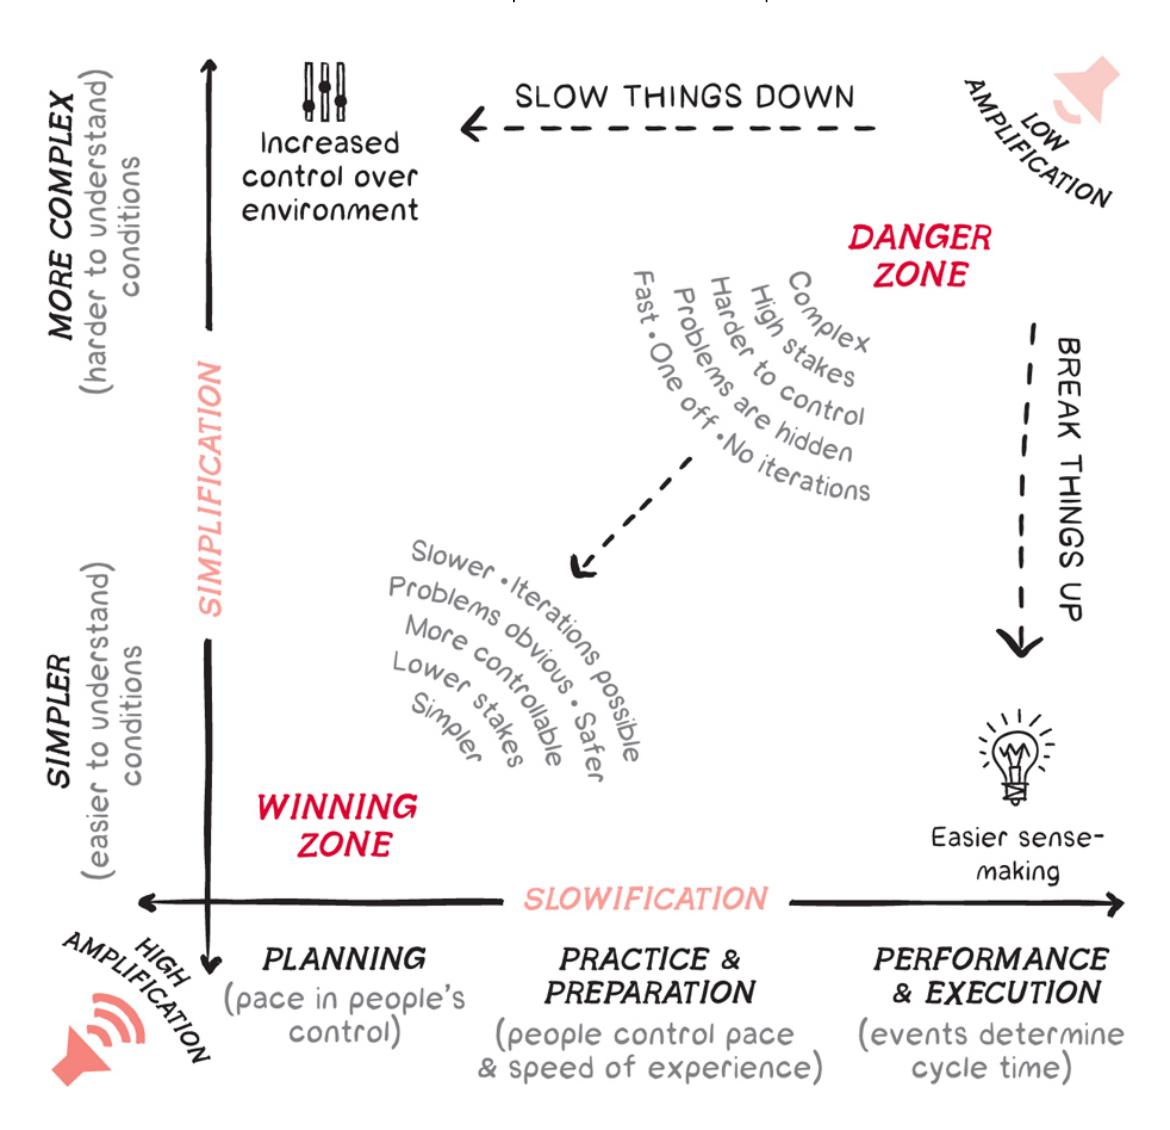 MORE COMPLEX
(harder to understand)
conditions
SIMPLIFICATION
SIMPLER
(easier to understand)
conditions
Increased
control over
environment
SLOW THINGS DOWN
LOW
AMPLIFICATION
DANGER
ZONE
Complex
High stakes
Harder to control
Problems are hidden
Fast • One off • No iterations
BREAK THINGS UP
Slower • Iterations possible
Problems obvious • Safer
More controllable
Lower stakes
Simpler
WINNING
ZONE
Easier sense-
making
SLOWIFICATION
HIGH
AMPLIFICATION
PLANNING
(pace in people's
control)
PRACTICE &
PREPARATION
(people control pace
& speed of experience)
PERFORMANCE
& EXECUTION
(events determine
cycle time)